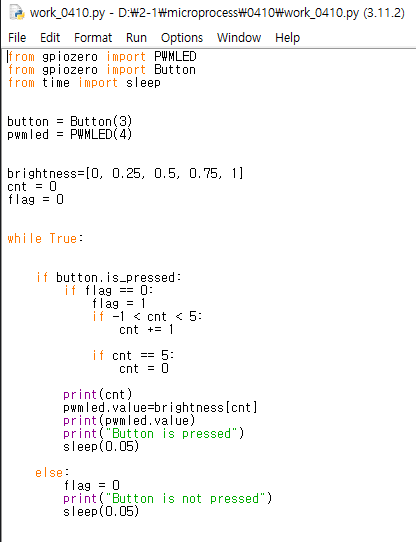 work_0410.py - D:₩2-1₩microprocess₩0410₩work_0410.py (3.11.2)
File Edit Format Run Options Window Help
from gpiozero import PWMLED
from gpiozero import Button
from time import sleep
button = Button(3)
pwmled = PWMLED(4)
brightness=[0, 0.25, 0.5, 0.75, 1]
cnt = 0
flag = 0
while True:
if button.is_pressed:
if flag == 0:
flag = 1
if -1 < cnt < 5:
cnt += 1
if cnt == 5:
cnt = 0
print(cnt)
pwmled.value=brightness[cnt]
print(pwmled.value)
print("Button is pressed")
sleep(0.05)
else:
flag = 0
print("Button is not pressed")
sleep(0.05)